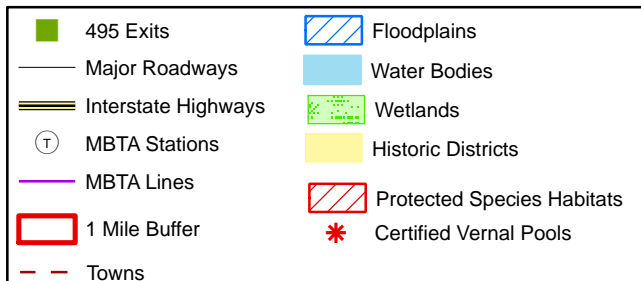 495 Exits
Major Roadways
Interstate Highways
T
MBTA Stations
MBTA Lines
1 Mile Buffer
Towns
Floodplains
Water Bodies
Wetlands
Historic Districts
Protected Species Habitats
Certified Vernal Pools